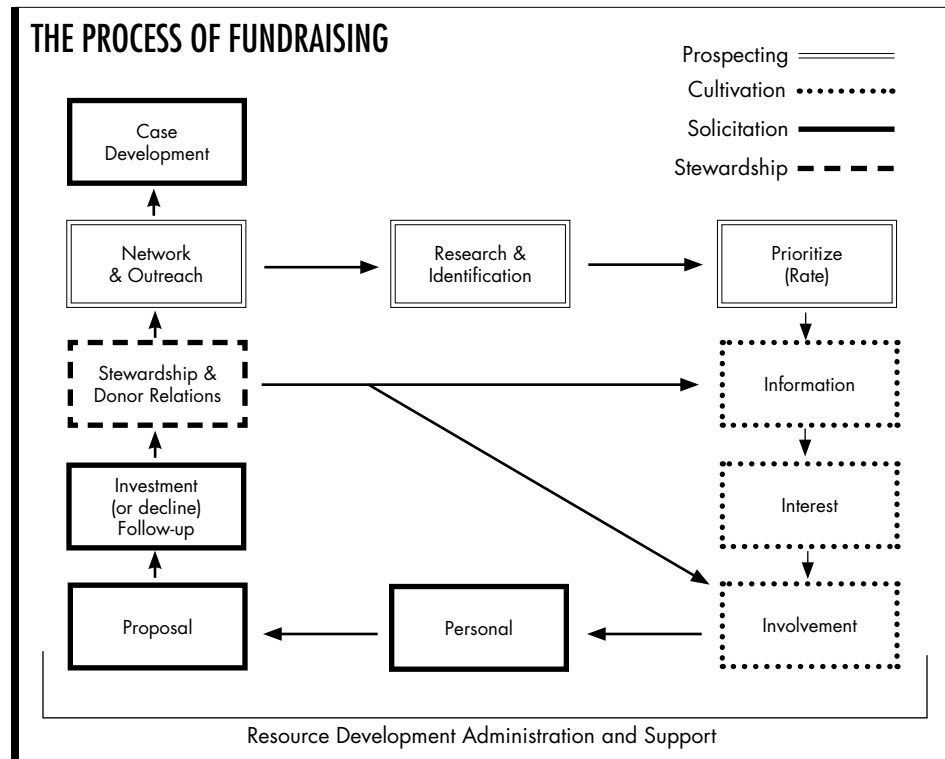 THE PROCESS OF FUNDRAISING
Prospecting
Cultivation
Solicitation
Stewardship
Case
Development
Network
& Outreach
Research &
Identification
Prioritize
(Rate)
Stewardship &
Donor Relations
Information
Investment
(or decline)
Follow-up
Interest
Proposal
Personal
Involvement
Resource Development Administration and Support